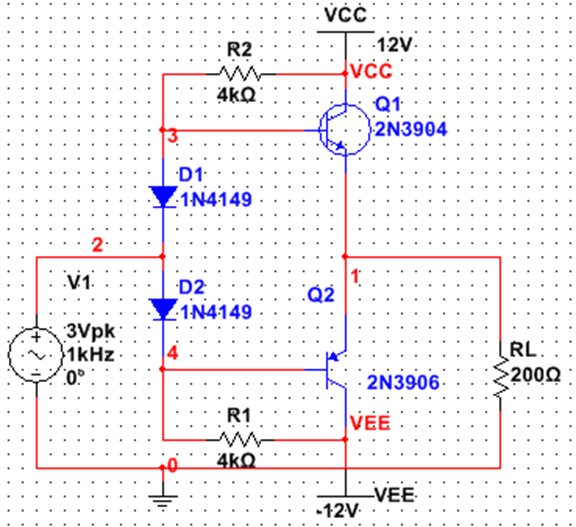 VCC
12V
R2
4kΩ
VCC
Q1
2N3904
3
D1
1N4149
2
V1
D2
1N4149
1
Q2
3Vpk
1kHz
0°
4
2N3906
RL
200Ω
R1
4kΩ
VEE
0
VEE
-12V